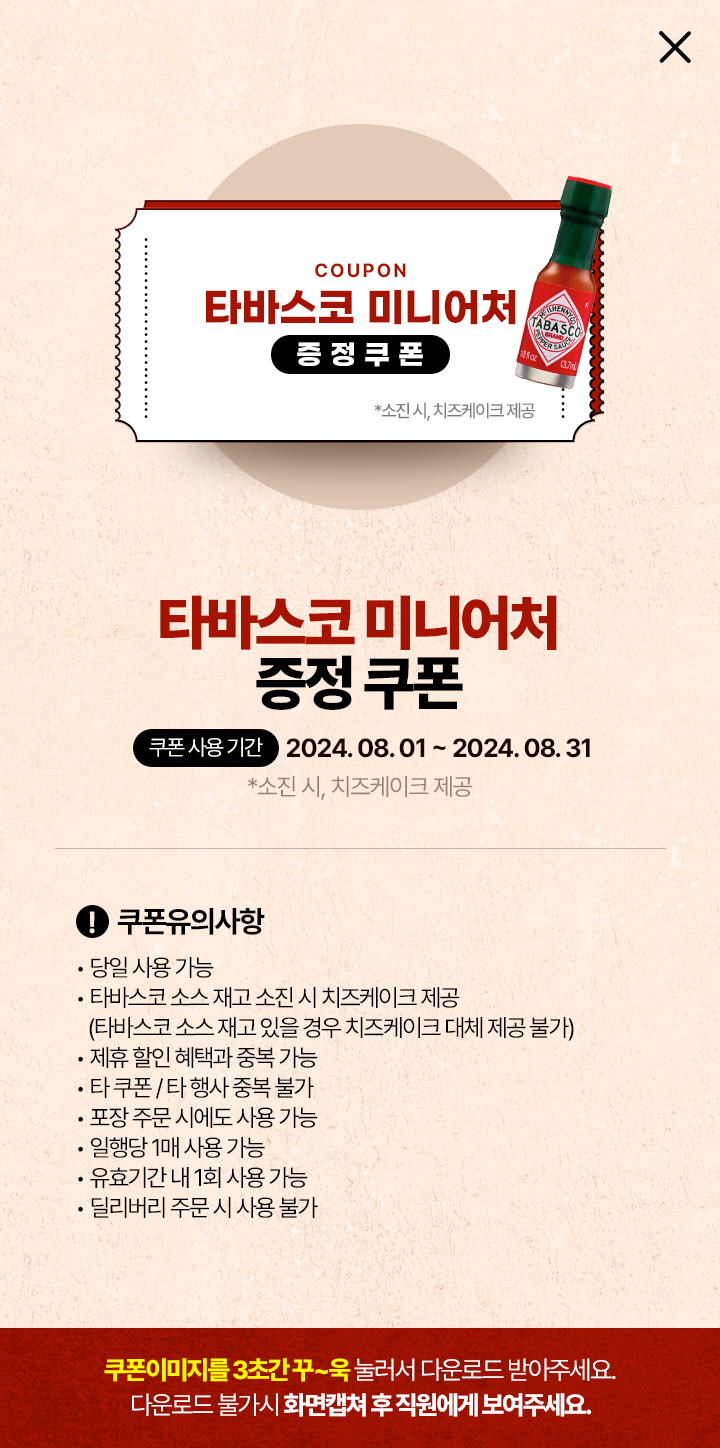 COUPON
타바스코 미니어처
증정쿠폰
*소진 시, 치즈케이크 제공
McILHENNY CO.
TABASCO
BRAND
PEPPER SAUCE
타바스코 미니어처
증정 쿠폰
쿠폰 사용 기간 2024. 08. 01 ~ 2024. 08. 31
*소진 시, 치즈케이크 제공
쿠폰유의사항
• 당일 사용 가능
• 타바스코 소스 재고 소진 시 치즈케이크 제공
(타바스코 소스 재고 있을 경우 치즈케이크 대체 제공 불가)
• 제휴 할인 혜택과 중복 가능
• 타 쿠폰 / 타 행사 중복 불가
• 포장 주문 시에도 사용 가능
• 일행당 1매 사용 가능
• 유효기간 내 1회 사용 가능
• 딜리버리 주문 시 사용 불가
쿠폰이미지를 3초간 꾸~욱 눌러서 다운로드 받아주세요.
다운로드 불가시 화면캡쳐 후 직원에게 보여주세요.